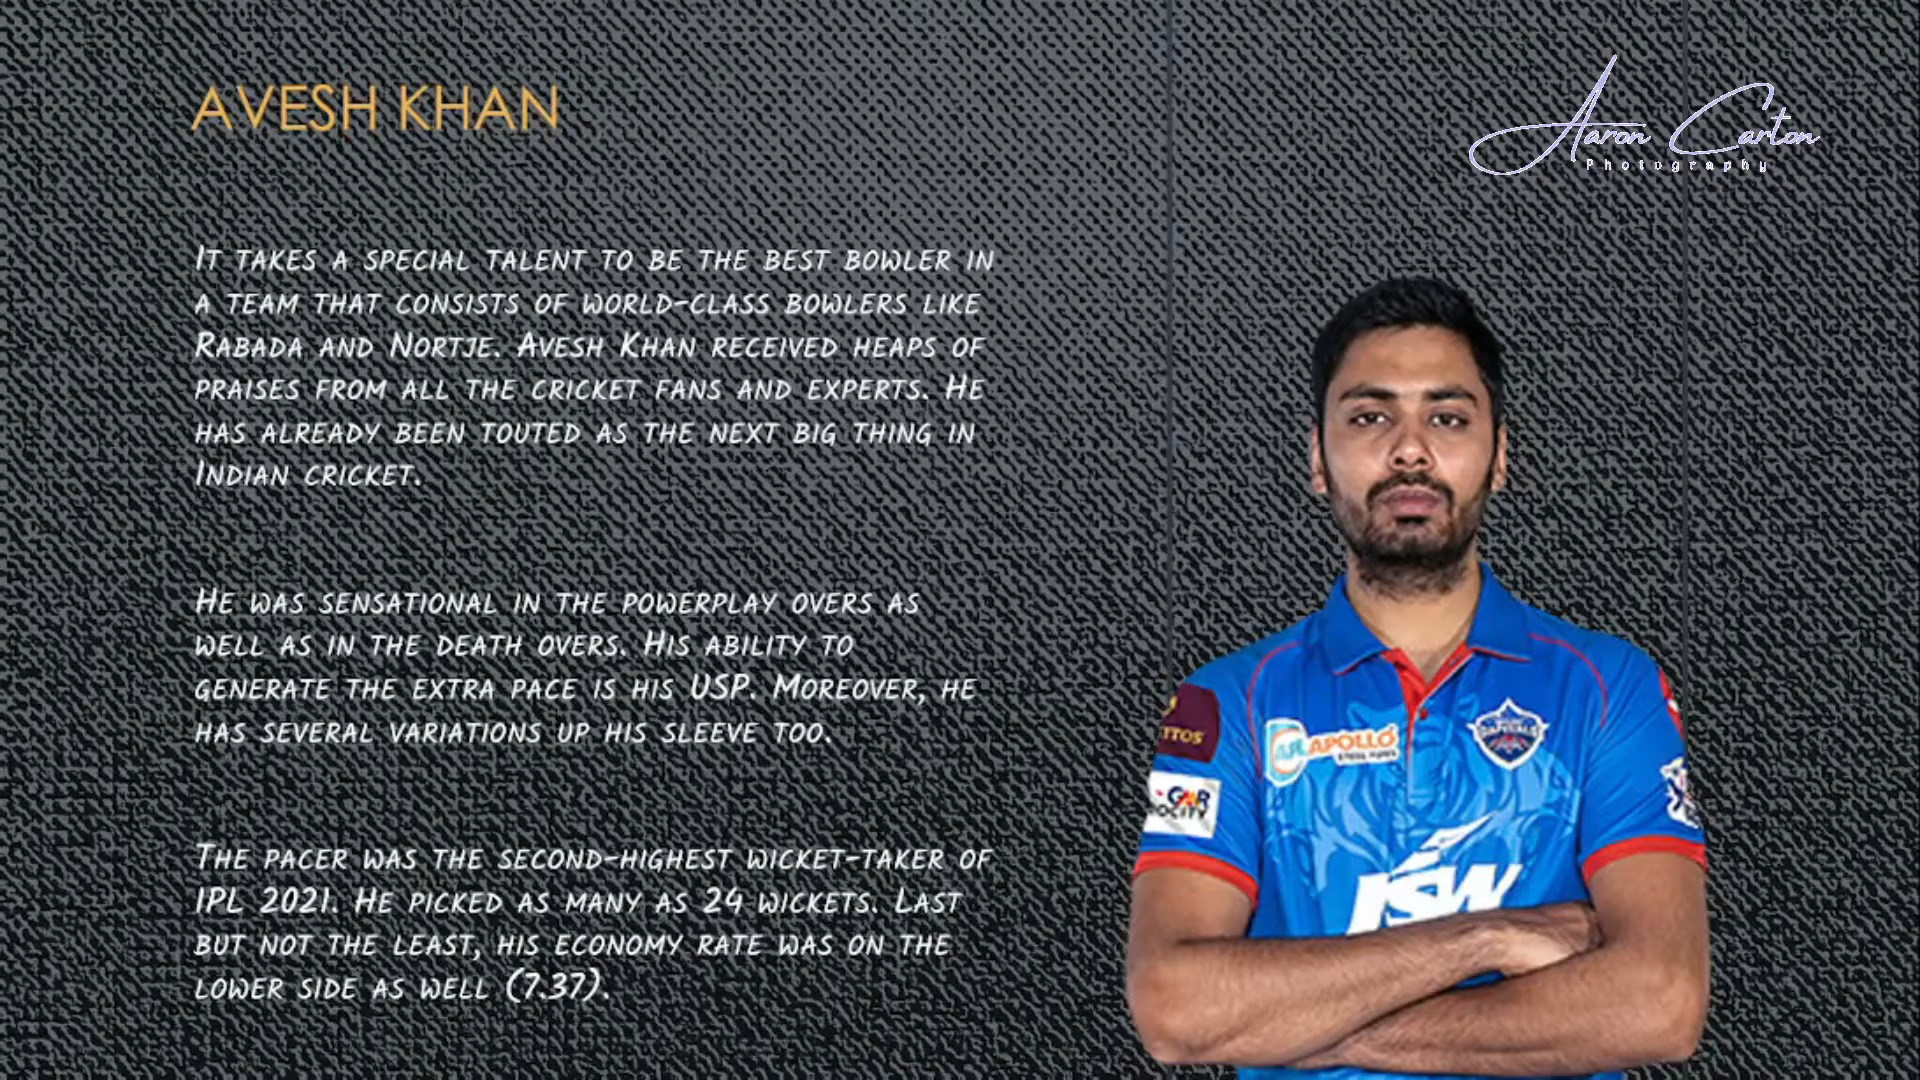 AVESH KHAN
Aaron Carton
Photography
IT TAKES A SPECIAL TALENT TO BE THE BEST BOWLER IN
A TEAM THAT CONSISTS OF WORLD-CLASS BOWLERS LIKE
RABADA AND NORTJE. AVESH KHAN RECEIVED HEAPS OF
PRAISES FROM ALL THE CRICKET FANS AND EXPERTS. HE
HAS ALREADY BEEN TOUTED AS THE NEXT BIG THING IN
INDIAN CRICKET.
HE WAS SENSATIONAL IN THE POWERPLAY OVERS AS
WELL AS IN THE DEATH OVERS. HIS ABILITY TO
GENERATE THE EXTRA PACE IS HIS USP. MOREOVER, HE
HAS SEVERAL VARIATIONS UP HIS SLEEVE TOO.
THE PACER WAS THE SECOND-HIGHEST WICKET-TAKER OF
IPL 2021. HE PICKED AS MANY AS 24 WICKETS. LAST
BUT NOT THE LEAST, HIS ECONOMY RATE WAS ON THE
LOWER SIDE AS WELL (7.37).
APL APOLLO
CAPITALS
JSW